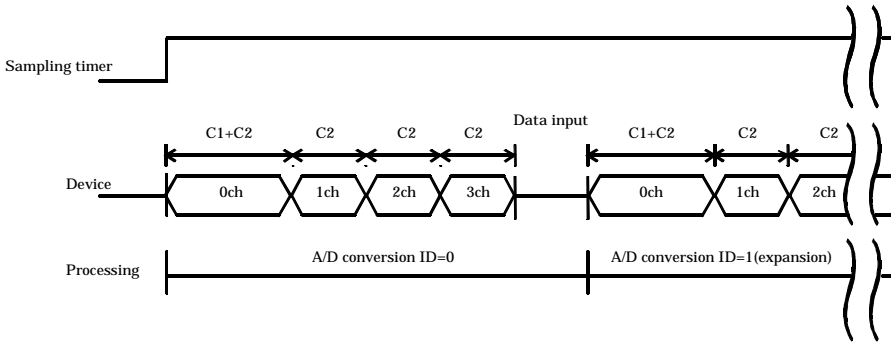 Sampling timer
Data input
C1+C2 C2 C2 C2 C1+C2 C2 C2
Device 0ch 1ch 2ch 3ch 0ch 1ch 2ch
Processing A/D conversion ID=0 A/D conversion ID=1(expansion)